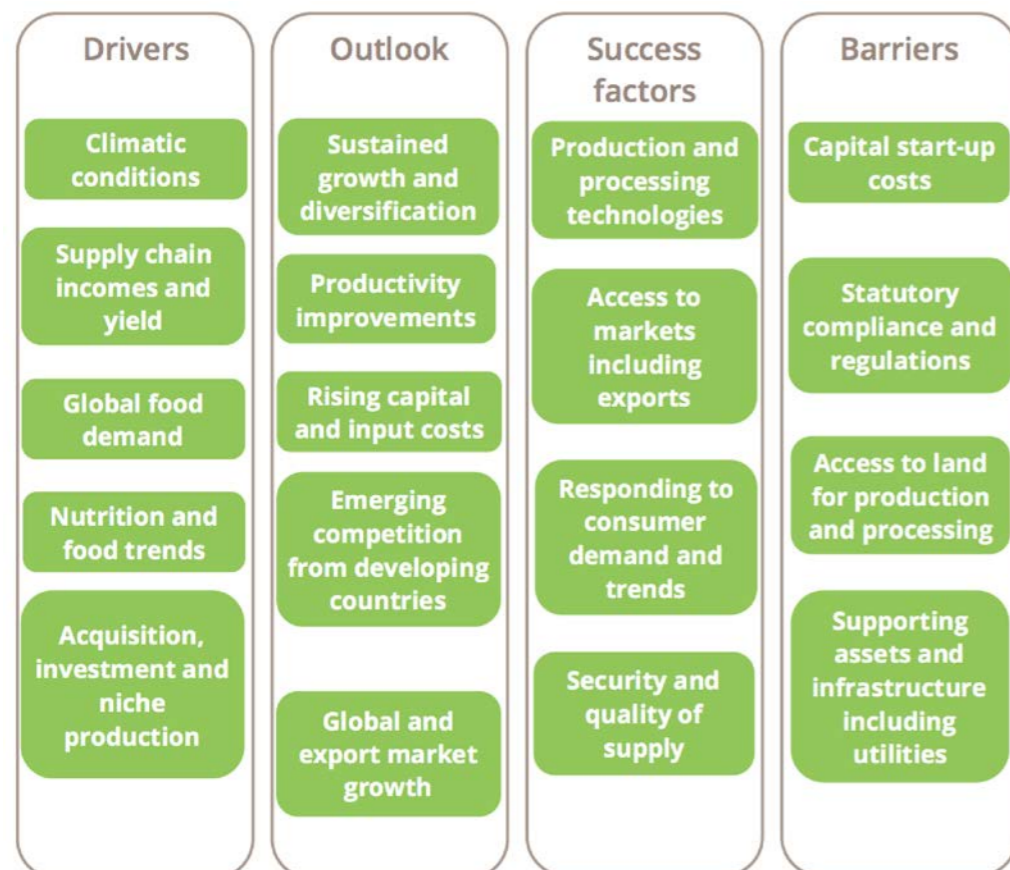 Drivers
Climatic
conditions
Supply chain
incomes and
yield
Global food
demand
Nutrition and
food trends
Acquisition,
investment and
niche
production
Outlook
Sustained
growth and
diversification
Productivity
improvements
Rising capital
and input costs
Emerging
competition
from developing
countries
Global and
export market
growth
Success
factors
Production and
processing
technologies
Access to
markets
including
exports
Responding to
consumer
demand and
trends
Security and
quality of
supply
Barriers
Capital start-up
costs
Statutory
compliance and
regulations
Access to land
for production
and processing
Supporting
assets and
infrastructure
including
utilities